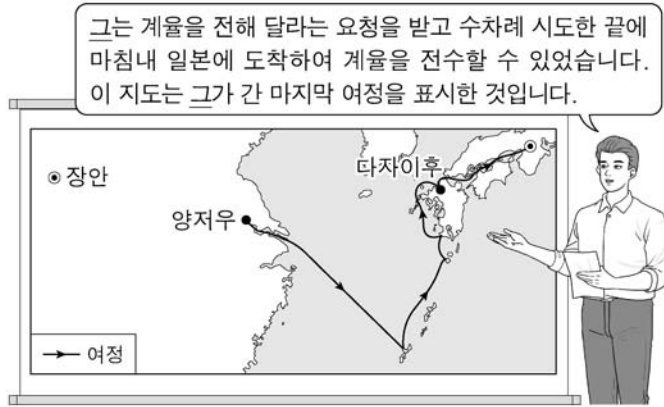 그는 계율을 전해 달라는 요청을 받고 수차례 시도한 끝에
마침내 일본에 도착하여 계율을 전수할 수 있었습니다.
이 지도는 그가 간 마지막 여정을 표시한 것입니다.
다자이후
장안
양저우
여정